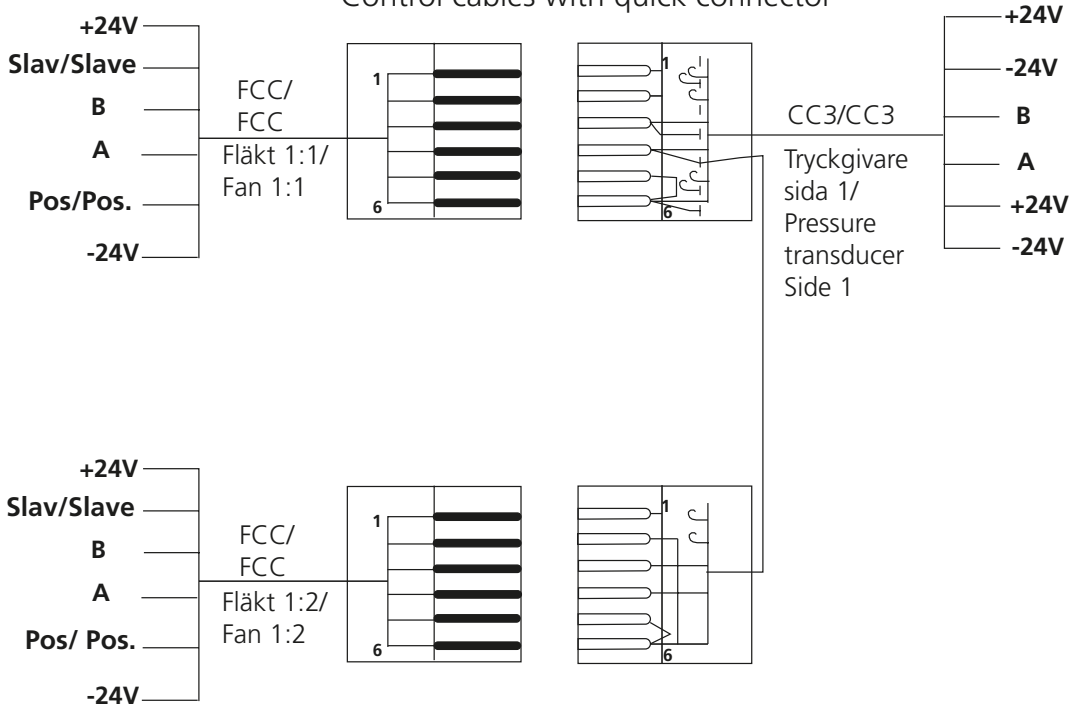 Control cables with quick connector
+24V
Slav/Slave
B
A
Pos/Pos.
-24V
FCC/
FCC
Fläkt 1:1/
Fan 1:1
1
6
1
6
CC3/CC3
Tryckgivare
sida 1/
Pressure
transducer
Side 1
+24V
-24V
B
A
+24V
-24V
+24V
Slav/Slave
B
A
Pos/ Pos.
-24V
FCC/
FCC
Fläkt 1:2/
Fan 1:2
1
6
1
6